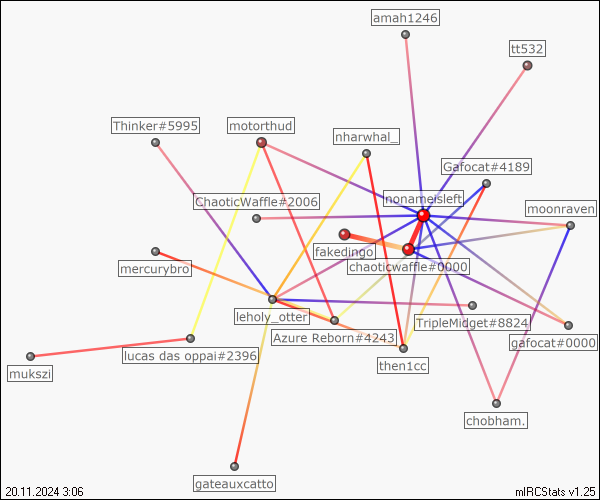 amah1246
tt532
Thinker#5995
motorthud
nharwhal_
Gafocat#4189
ChaoticWaffle#2006
nonameisleft
moonraven
fakedingo
chaoticwaffle#0000
mercurybro
leholy_otter
TripleMidget#8824
Azure Reborn#4243
gafocat#0000
lucas das oppai#2396
then1cc
mukszi
chobham.
gateauxcatto
20.11.2024 3:06
mIRCStats v1.25